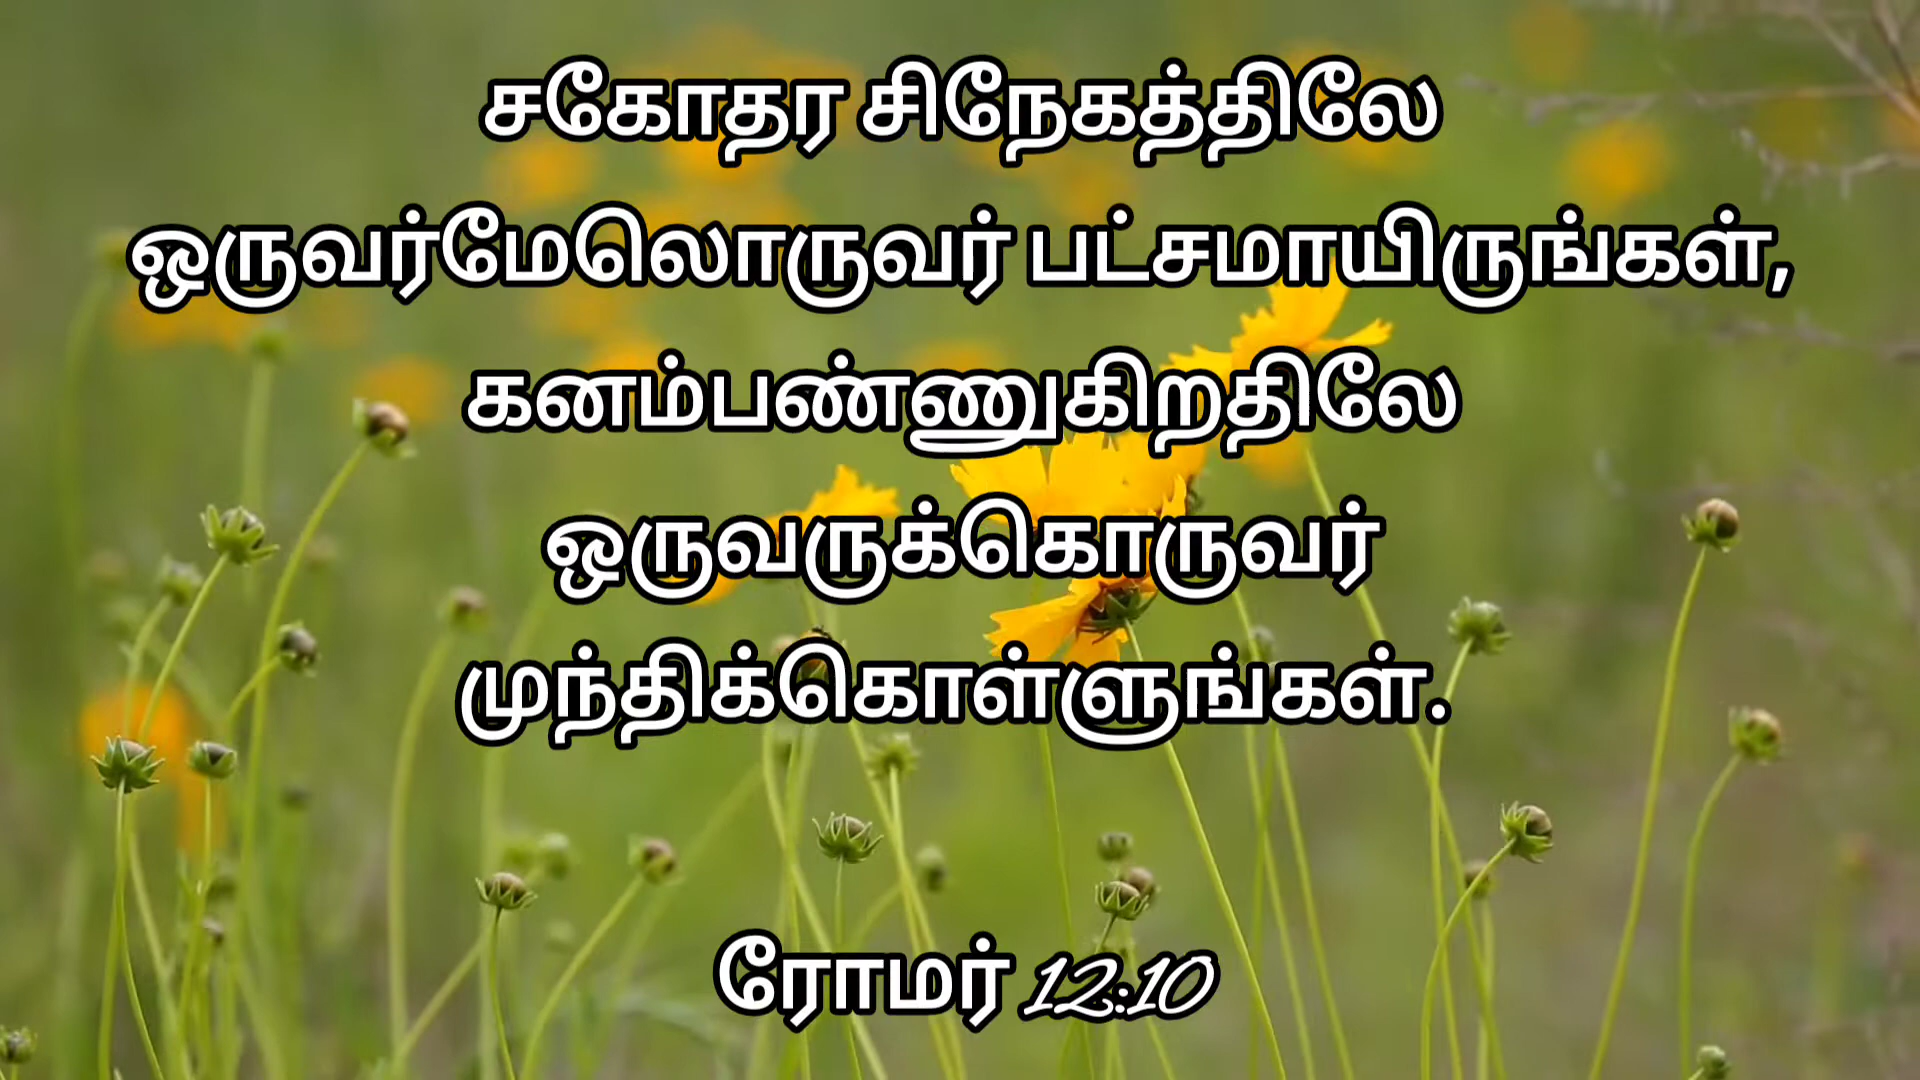 சகோதர சிநேகத்திலே
ஒருவர்மேலொருவர் பட்சமாயிருங்கள்,
கனம்பண்ணுகிறதிலே
ஒருவருக்கொருவர்
முந்திக்கொள்ளுங்கள்.
ரோமர் 12:10